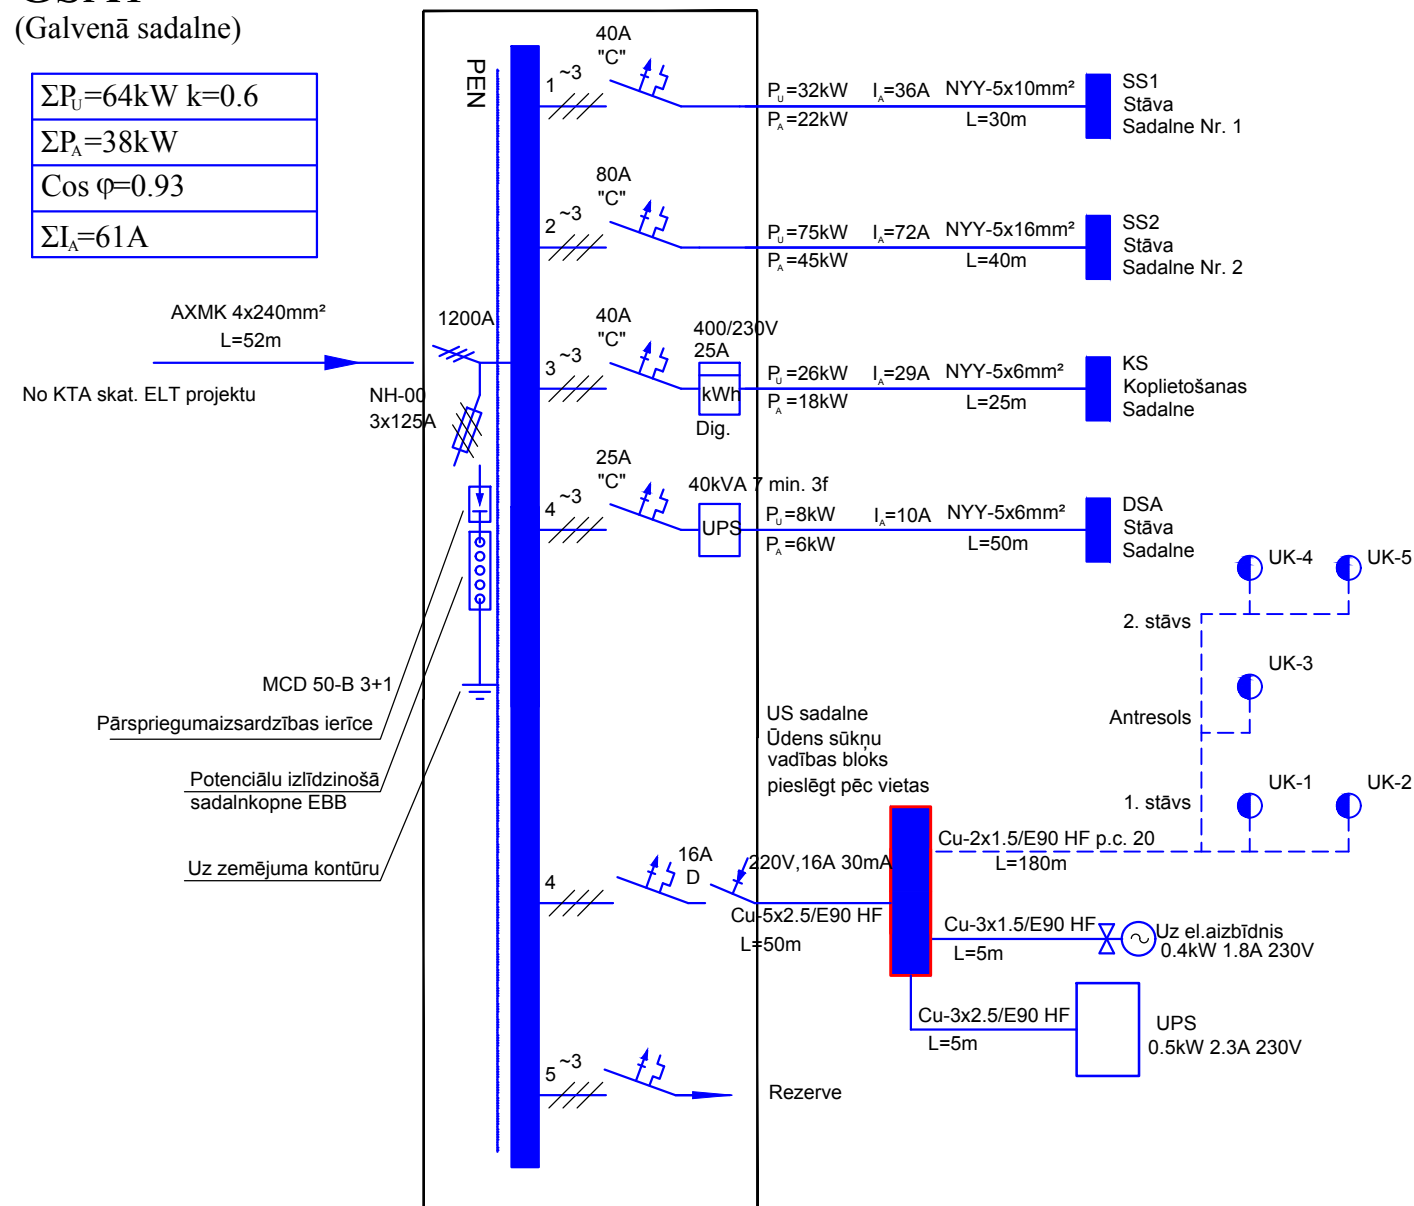 (Galvenā sadalne)
ΣPU=64kW k=0.6
ΣPA=38kW
Cos φ=0.93
ΣIA=61A
AXMK 4x240mm²
L=52m
No KTA skat. ELT projektu
1200A
NH-00
3x125A
PEN
MCD 50-B 3+1
Pārspriegumaizsardzības ierīce
Potenciālu izlīdzinošā
sadalnkopne EBB
Uz zemējuma kontūru
1 ~3
40A
"C"
PU=32kW IA=36A NYY-5x10mm²
PA=22kW L=30m
SS1
Stāva
Sadalne Nr. 1
2 ~3
80A
"C"
PU=75kW IA=72A NYY-5x16mm²
PA=45kW L=40m
SS2
Stāva
Sadalne Nr. 2
3 ~3
40A
"C"
400/230V
25A
kWh
Dig.
PU=26kW IA=29A NYY-5x6mm²
PA=18kW L=25m
KS
Koplietošanas
Sadalne
4 ~3
25A
"C"
40kVA 7 min. 3f
UPS
PU=8kW IA=10A NYY-5x6mm²
PA=6kW L=50m
DSA
Stāva
Sadalne
UK-4 UK-5
2. stāvs
UK-3
Antresols
UK-1 UK-2
1. stāvs
US sadalne
Ūdens sūkņu
vadības bloks
pieslēgt pēc vietas
Cu-2x1.5/E90 HF p.c. 20
L=180m
4
16A
D
220V,16A 30mA
Cu-5x2.5/E90 HF
L=50m
Cu-3x1.5/E90 HF
L=5m
Uz el.aizbīdnis
0.4kW 1.8A 230V
Cu-3x2.5/E90 HF
L=5m
UPS
0.5kW 2.3A 230V
5 ~3
Rezerve